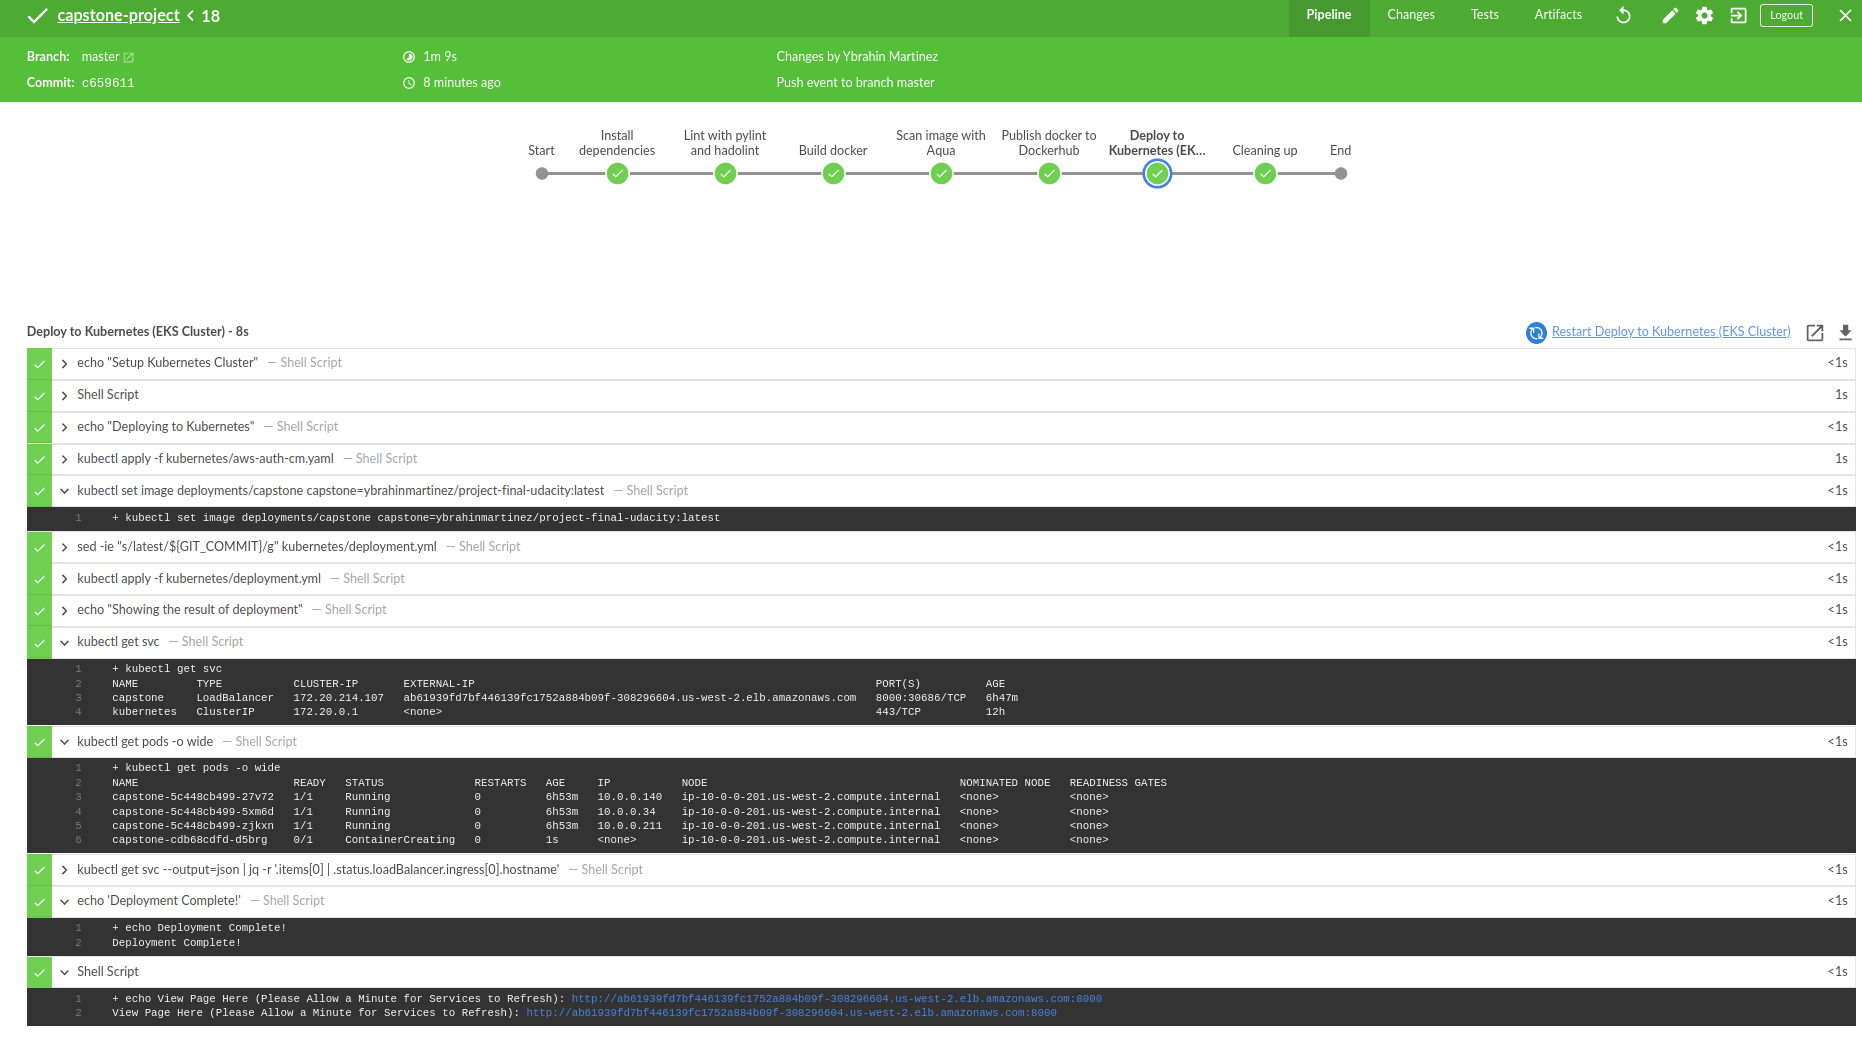 capstone-project < 18
Pipeline Changes Tests Artifacts Logout
Branch: master 1m 9s Changes by Ybrahin Martinez
Commit: c659611 8 minutes ago Push event to branch master
Start Install dependencies Lint with pylint and hadolint Build docker Scan image with Aqua Publish docker to Dockerhub Deploy to Kubernetes (EK... Cleaning up End
Deploy to Kubernetes (EKS Cluster) - 8s Restart Deploy to Kubernetes (EKS Cluster)
echo "Setup Kubernetes Cluster" — Shell Script <1s
Shell Script 1s
echo "Deploying to Kubernetes" — Shell Script <1s
kubectl apply -f kubernetes/aws-auth-cm.yaml — Shell Script 1s
kubectl set image deployments/capstone capstone=ybrahinmartinez/project-final-udacity:latest — Shell Script <1s
1 + kubectl set image deployments/capstone capstone=ybrahinmartinez/project-final-udacity:latest
sed -ie "s/latest/${GIT_COMMIT}/g" kubernetes/deployment.yml — Shell Script <1s
kubectl apply -f kubernetes/deployment.yml — Shell Script <1s
echo "Showing the result of deployment" — Shell Script <1s
kubectl get svc — Shell Script <1s
1 + kubectl get svc
2 NAME TYPE CLUSTER-IP EXTERNAL-IP PORT(S) AGE
3 capstone LoadBalancer 172.20.214.107 ab61939fd7bf446139fc1752a884b09f-308296604.us-west-2.elb.amazonaws.com 8000:30686/TCP 6h47m
4 kubernetes ClusterIP 172.20.0.1 <none> 443/TCP 12h
kubectl get pods -o wide — Shell Script <1s
1 + kubectl get pods -o wide
2 NAME READY STATUS RESTARTS AGE IP NODE NOMINATED NODE READINESS GATES
3 capstone-5c448cb499-27v72 1/1 Running 0 6h53m 10.0.0.140 ip-10-0-0-201.us-west-2.compute.internal <none> <none>
4 capstone-5c448cb499-5xm6d 1/1 Running 0 6h53m 10.0.0.34 ip-10-0-0-201.us-west-2.compute.internal <none> <none>
5 capstone-5c448cb499-zjkxn 1/1 Running 0 6h53m 10.0.0.211 ip-10-0-0-201.us-west-2.compute.internal <none> <none>
6 capstone-cdb68cdfd-d5brg 0/1 ContainerCreating 0 1s <none> ip-10-0-0-201.us-west-2.compute.internal <none> <none>
kubectl get svc --output=json | jq -r '.items[0] | .status.loadBalancer.ingress[0].hostname' — Shell Script <1s
echo 'Deployment Complete!' — Shell Script <1s
1 + echo Deployment Complete!
2 Deployment Complete!
Shell Script <1s
1 + echo View Page Here (Please Allow a Minute for Services to Refresh): http://ab61939fd7bf446139fc1752a884b09f-308296604.us-west-2.elb.amazonaws.com:8000
2 View Page Here (Please Allow a Minute for Services to Refresh): http://ab61939fd7bf446139fc1752a884b09f-308296604.us-west-2.elb.amazonaws.com:8000